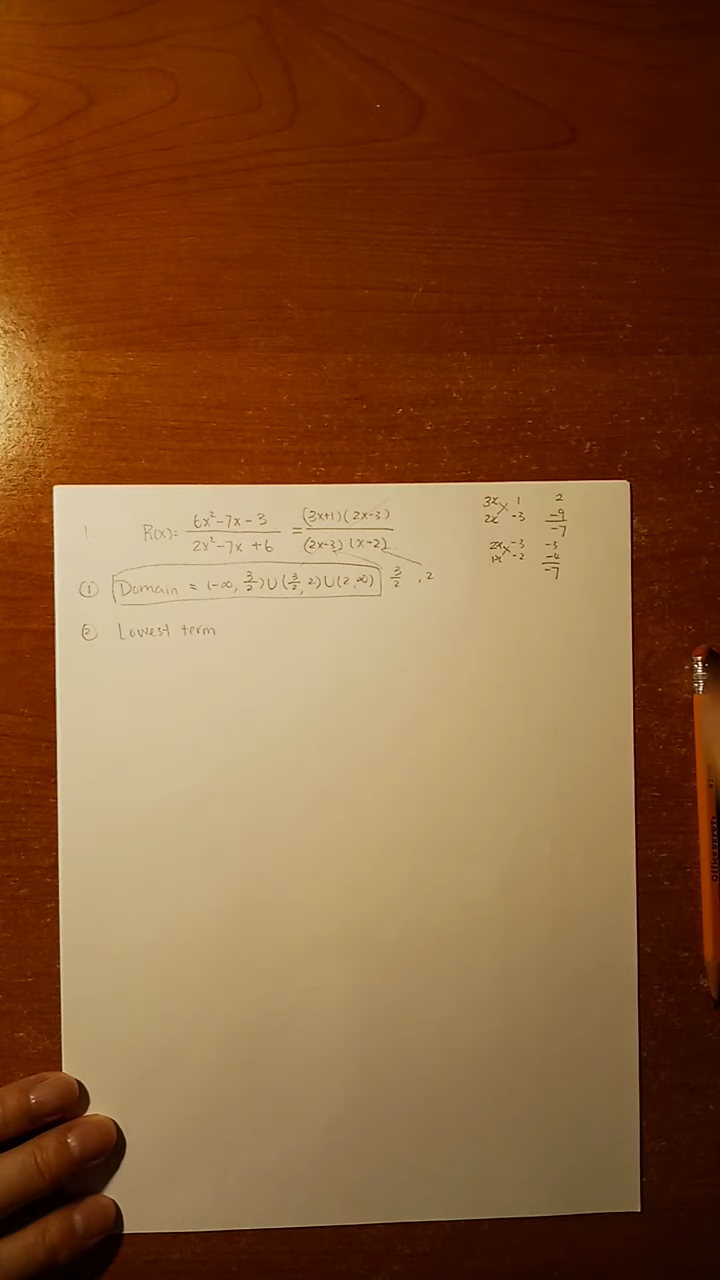 1. R(x)= 6x²-7x-3 / 2x²-7x+6 = (3x+1)(2x-3) / (2x-3)(x-2)
① Domain = (-∞, 3/2)∪(3/2, 2)∪(2, ∞) 3/2 , 2
② Lowest term
3x 1 2
2x -3 -9
-7
2x -3 -3
1x -2 -4
-7